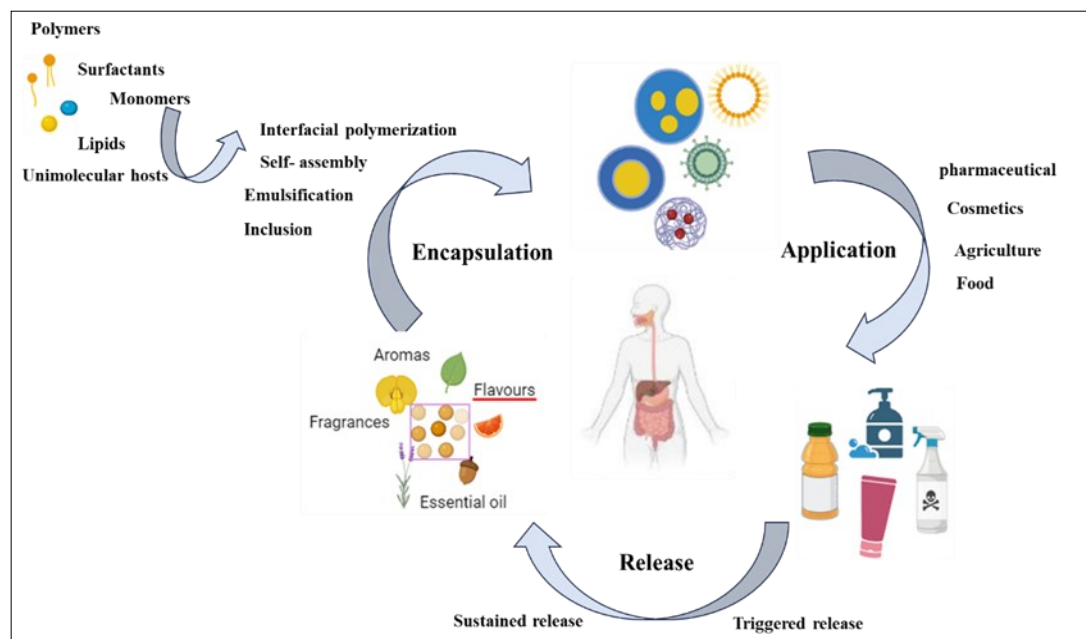 Polymers
Surfactants
Monomers
Lipids
Unimolecular hosts
Interfacial polymerization
Self- assembly
Emulsification
Inclusion
Encapsulation
Application
pharmaceutical
Cosmetics
Agriculture
Food
Aromas
Flavours
Fragrances
Essential oil
Release
Sustained release
Triggered release